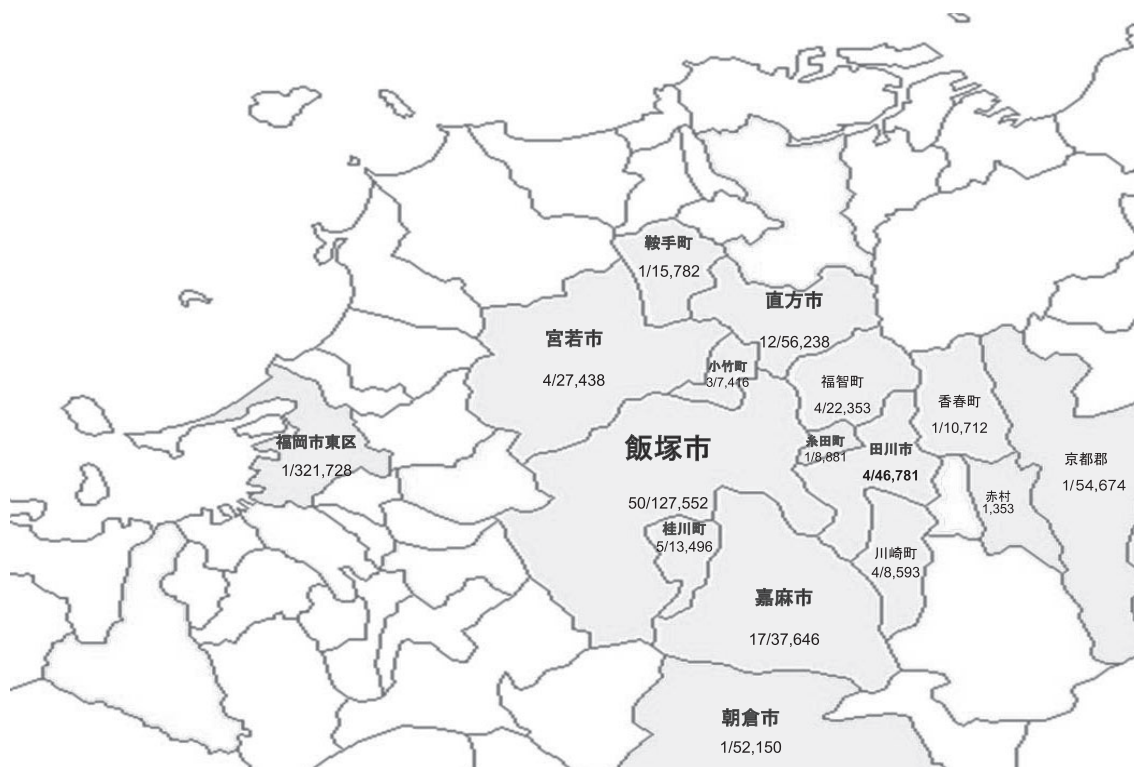 鞍手町
1/15,782
直方市
12/56,238
宮若市
4/27,438
小竹町
3/7,416
福智町
4/22,353
香春町
1/10,712
福岡市東区
1/321,728
飯塚市
50/127,552
糸田町
1/8,881
田川市
4/46,781
京都郡
1/54,674
赤村
1,353
桂川町
5/13,496
川崎町
4/8,593
嘉麻市
17/37,646
朝倉市
1/52,150